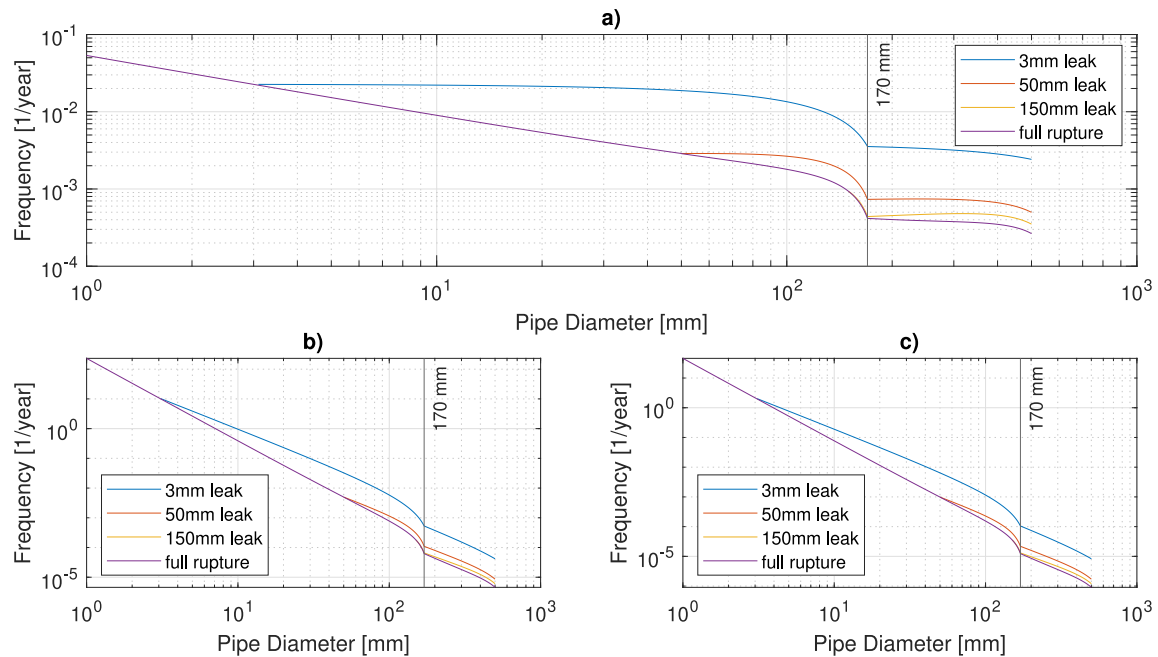 a)
10^-1
10^-2
10^-3
10^-4
Frequency [1/year]
170 mm
3mm leak
50mm leak
150mm leak
full rupture
10^0
10^1
10^2
10^3
Pipe Diameter [mm]
b)
10^0
10^-5
Frequency [1/year]
170 mm
3mm leak
50mm leak
150mm leak
full rupture
10^0
10^1
10^2
10^3
Pipe Diameter [mm]
c)
10^0
10^-5
Frequency [1/year]
170 mm
3mm leak
50mm leak
150mm leak
full rupture
10^0
10^1
10^2
10^3
Pipe Diameter [mm]